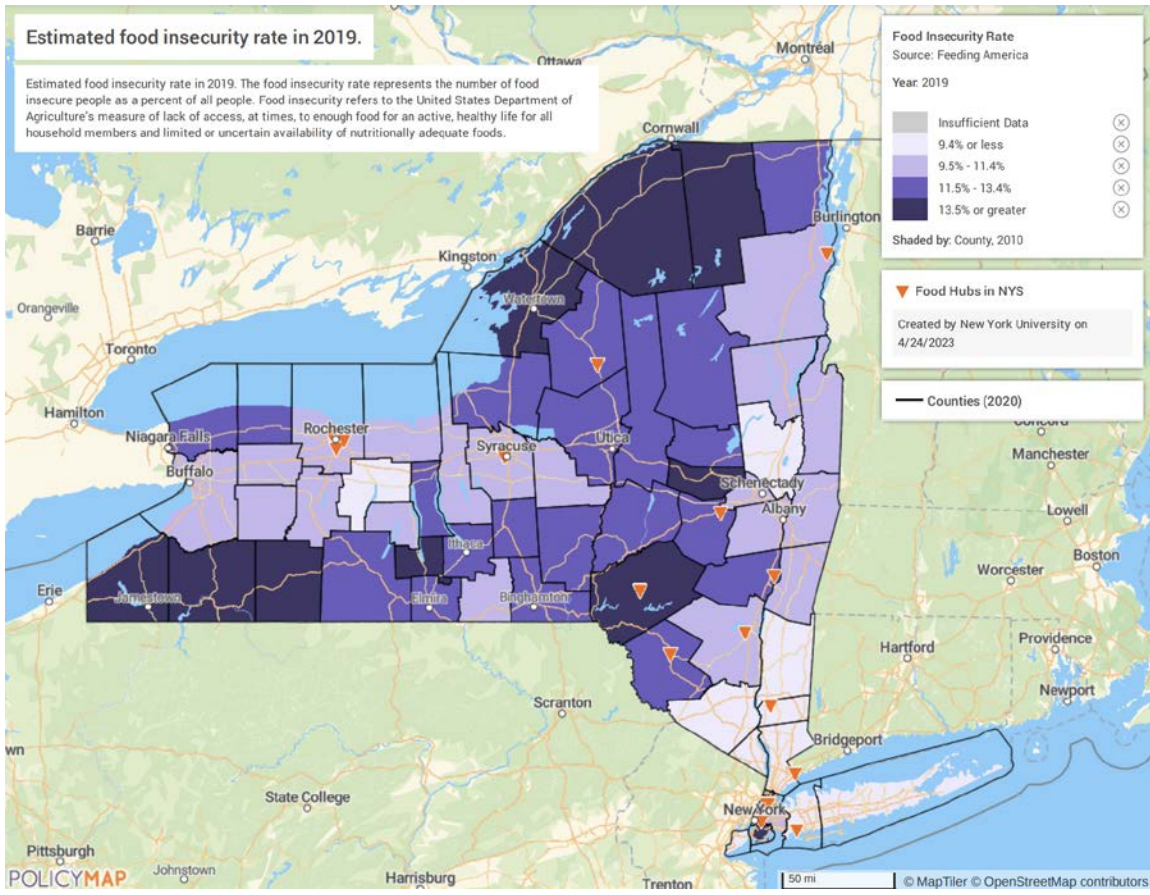 Estimated food insecurity rate in 2019.
Estimated food insecurity rate in 2019. The food insecurity rate represents the number of food
insecure people as a percent of all people. Food insecurity refers to the United States Department of
Agriculture's measure of lack of access, at times, to enough food for an active, healthy life for all
household members and limited or uncertain availability of nutritionally adequate foods.
Food Insecurity Rate
Source: Feeding America
Year: 2019
Insufficient Data
9.4% or less
9.5% - 11.4%
11.5% - 13.4%
13.5% or greater
Shaded by: County, 2010
Food Hubs in NYS
Created by New York University on
4/24/2023
Counties (2020)
Ottawa
Montréal
Cornwall
Burlington
Barrie
Kingston
Watertown
Orangeville
Toronto
Hamilton
Niagara Falls
Rochester
Buffalo
Syracuse
Utica
Schenectady
Albany
Concord
Manchester
Lowell
Boston
Worcester
Erie
Jamestown
Ithaca
Elmira
Binghamton
Hartford
Providence
Newport
Scranton
Bridgeport
State College
New York
Pittsburgh
Johnstown
Harrisburg
Trenton
wn
POLICYMAP
50 mi
© MapTiler © OpenStreetMap contributors